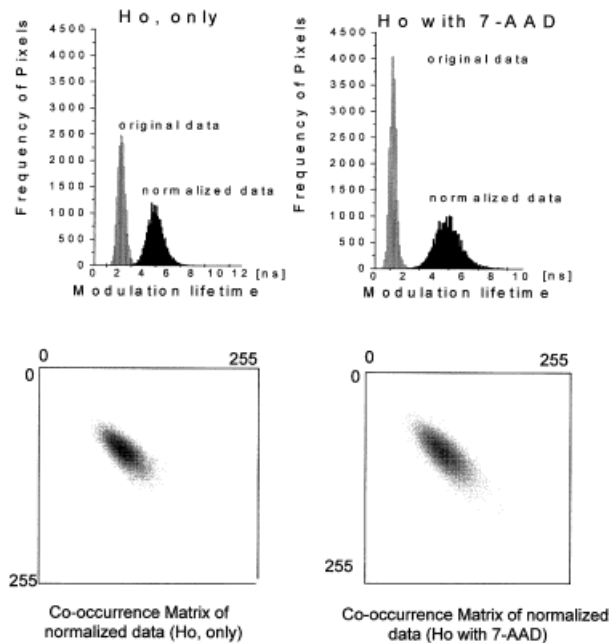 Ho, only
Frequency of Pixels
4500
4000
3500
3000
2500
2000
1500
1000
500
0
original data
normalized data
0 2 4 6 8 10 12 [ns]
Modulation lifetime
Ho with 7-AAD
Frequency of Pixels
4500
4000
3500
3000
2500
2000
1500
1000
500
0
original data
normalized data
0 2 4 6 8 10 [ns]
Modulation lifetime
0 255
0
255
Co-occurrence Matrix of
normalized data (Ho, only)
0 255
0
255
Co-occurrence Matrix of normalized
data (Ho with 7-AAD)